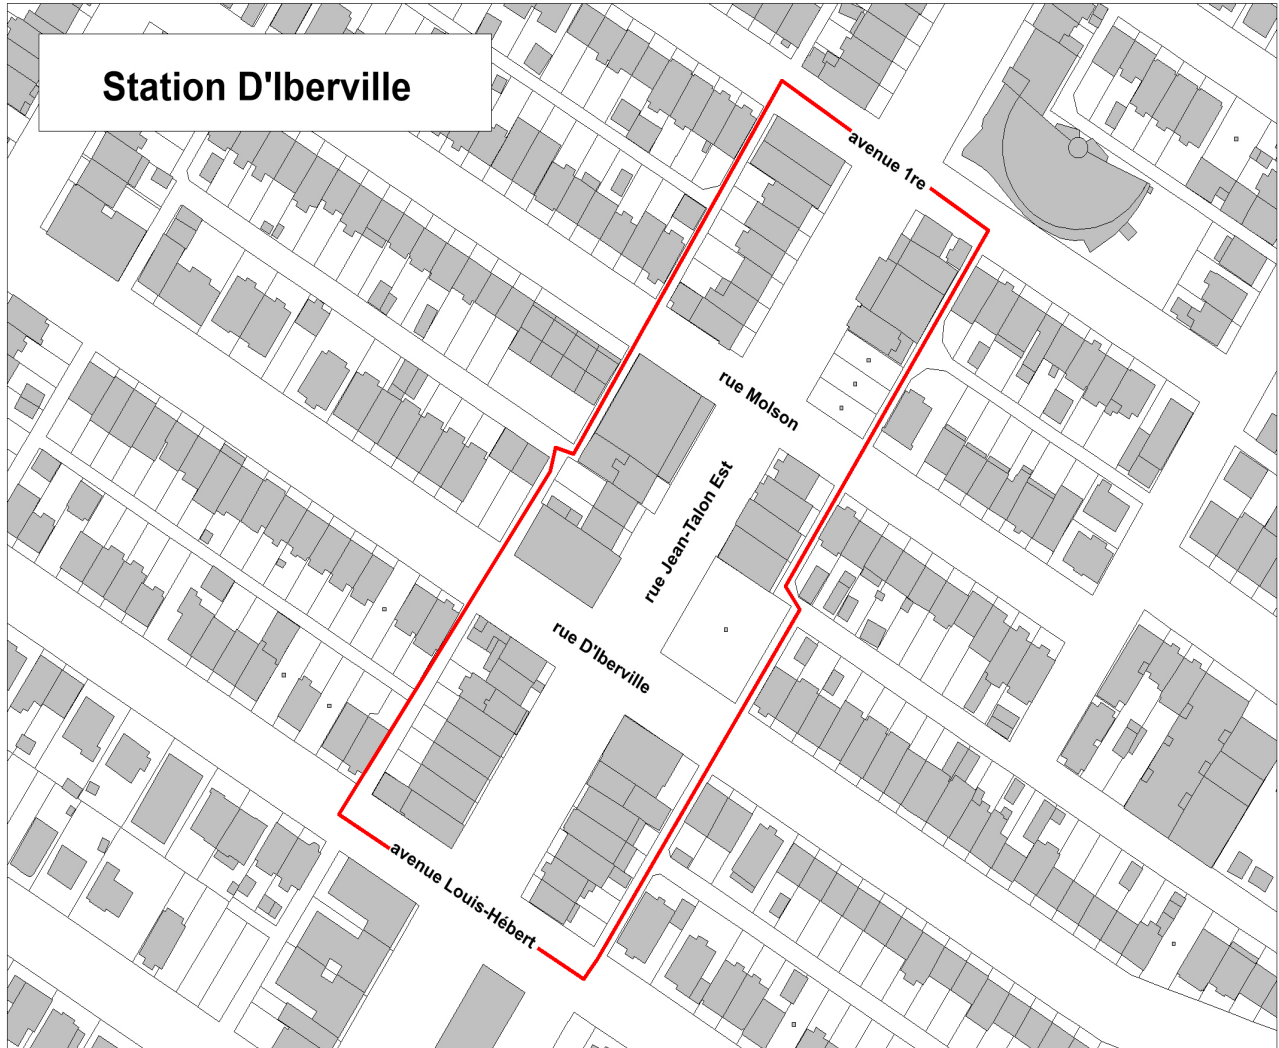 Station D'Iberville
avenue 1re
rue Molson
rue Jean-Talon Est
rue D'Iberville
avenue Louis-Hébert